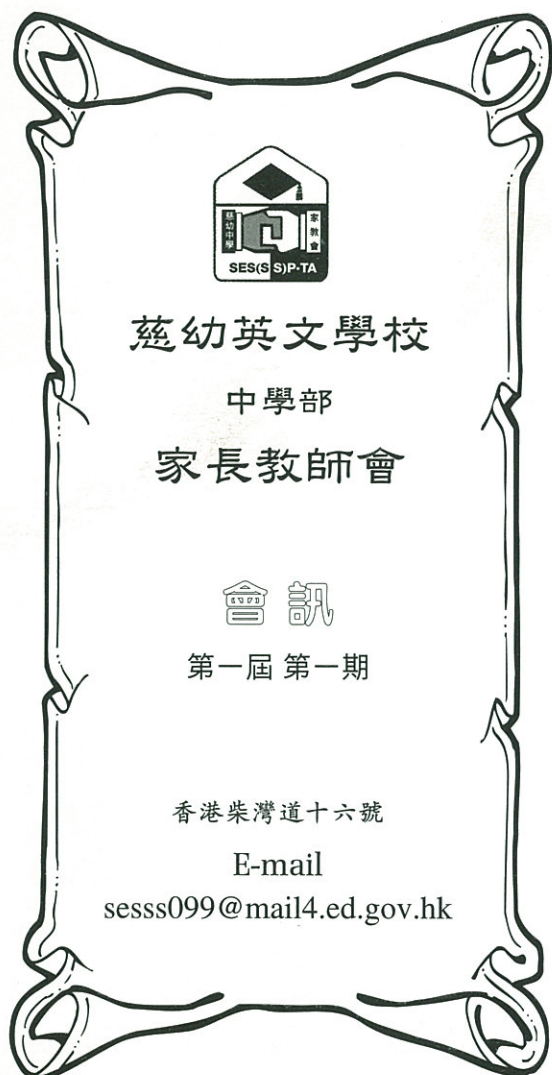 慈幼中學
家教會
SES(SS)P-TA
慈幼英文學校
中學部
家長教師會
會訊
第一屆 第一期
香港柴灣道十六號
E-mail
sesss099@mail4.ed.gov.hk